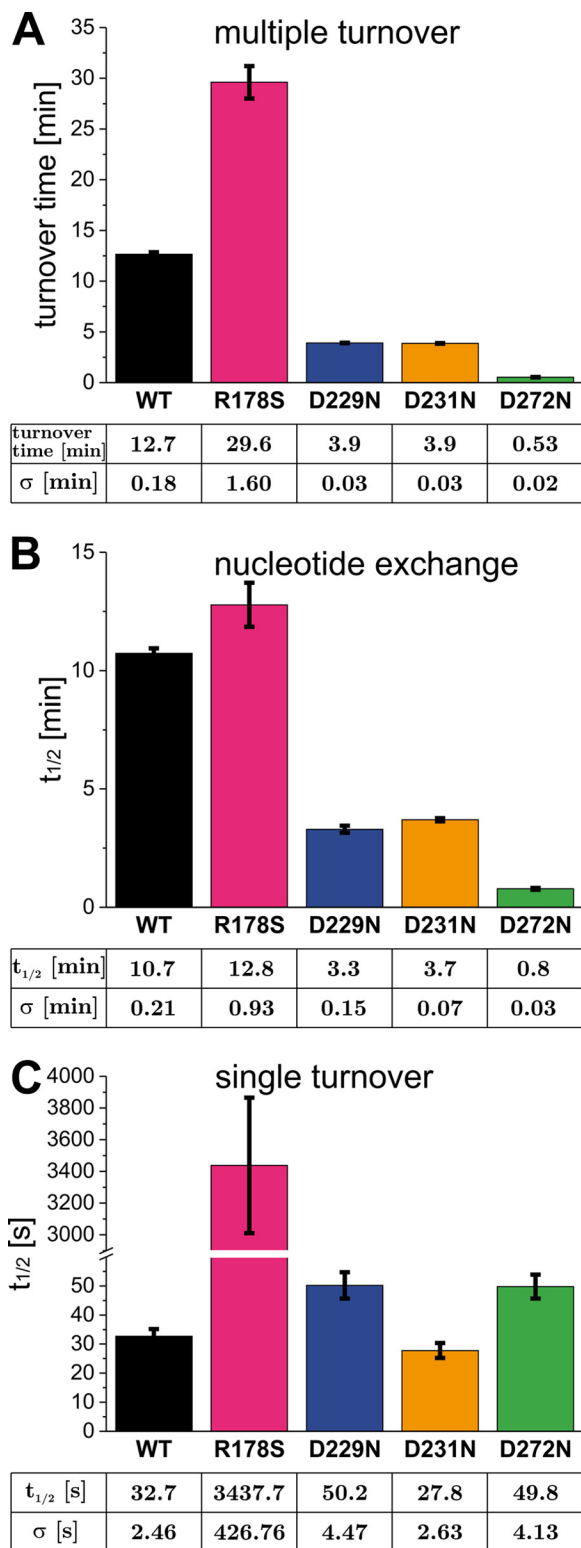 A
multiple turnover
turnover time [min]
35
30
25
20
15
10
5
0
WT R178S D229N D231N D272N
turnover
time [min] 12.7 29.6 3.9 3.9 0.53
σ [min] 0.18 1.60 0.03 0.03 0.02
B
nucleotide exchange
t1/2 [min]
15
10
5
0
WT R178S D229N D231N D272N
t1/2 [min] 10.7 12.8 3.3 3.7 0.8
σ [min] 0.21 0.93 0.15 0.07 0.03
C
single turnover
t1/2 [s]
4000
3800
3600
3400
3200
3000
50
40
30
20
10
0
WT R178S D229N D231N D272N
t1/2 [s] 32.7 3437.7 50.2 27.8 49.8
σ [s] 2.46 426.76 4.47 2.63 4.13